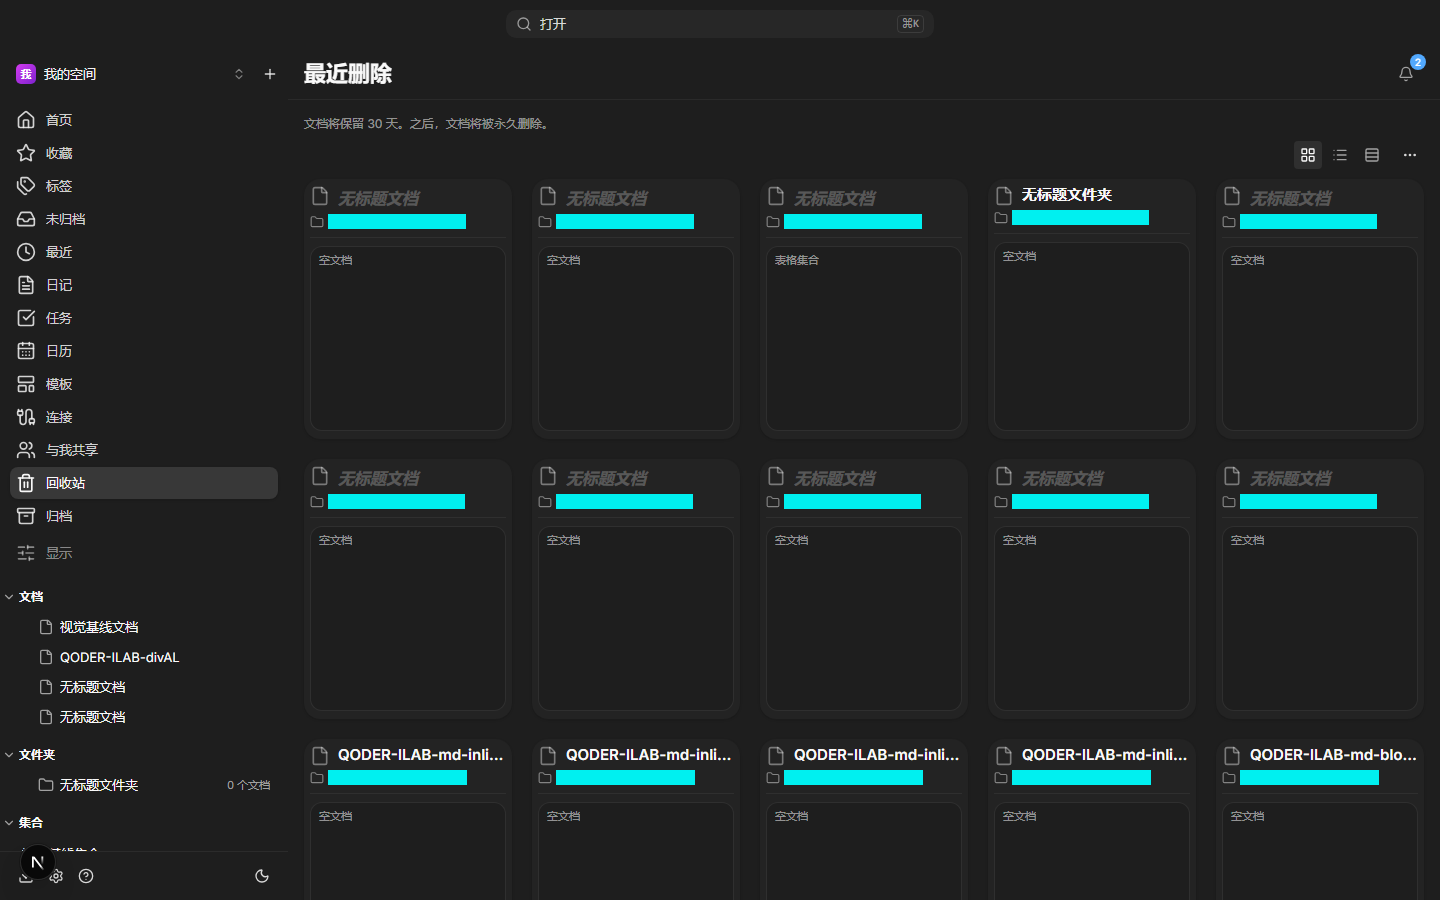 打开
⌘K
我 我的空间
首页
收藏
标签
未归档
最近
日记
任务
日历
模板
连接
与我共享
回收站
归档
显示
文档
视觉基线文档
QODER-ILAB-divAL
无标题文档
无标题文档
文件夹
无标题文件夹 0 个文档
集合
N
最近删除
2
文档将保留 30 天。之后，文档将被永久删除。
无标题文档
空文档
无标题文档
空文档
无标题文档
表格集合
无标题文件夹
空文档
无标题文档
空文档
无标题文档
空文档
无标题文档
空文档
无标题文档
空文档
无标题文档
空文档
无标题文档
空文档
QODER-ILAB-md-inli...
空文档
QODER-ILAB-md-inli...
空文档
QODER-ILAB-md-inli...
空文档
QODER-ILAB-md-inli...
空文档
QODER-ILAB-md-blo...
空文档